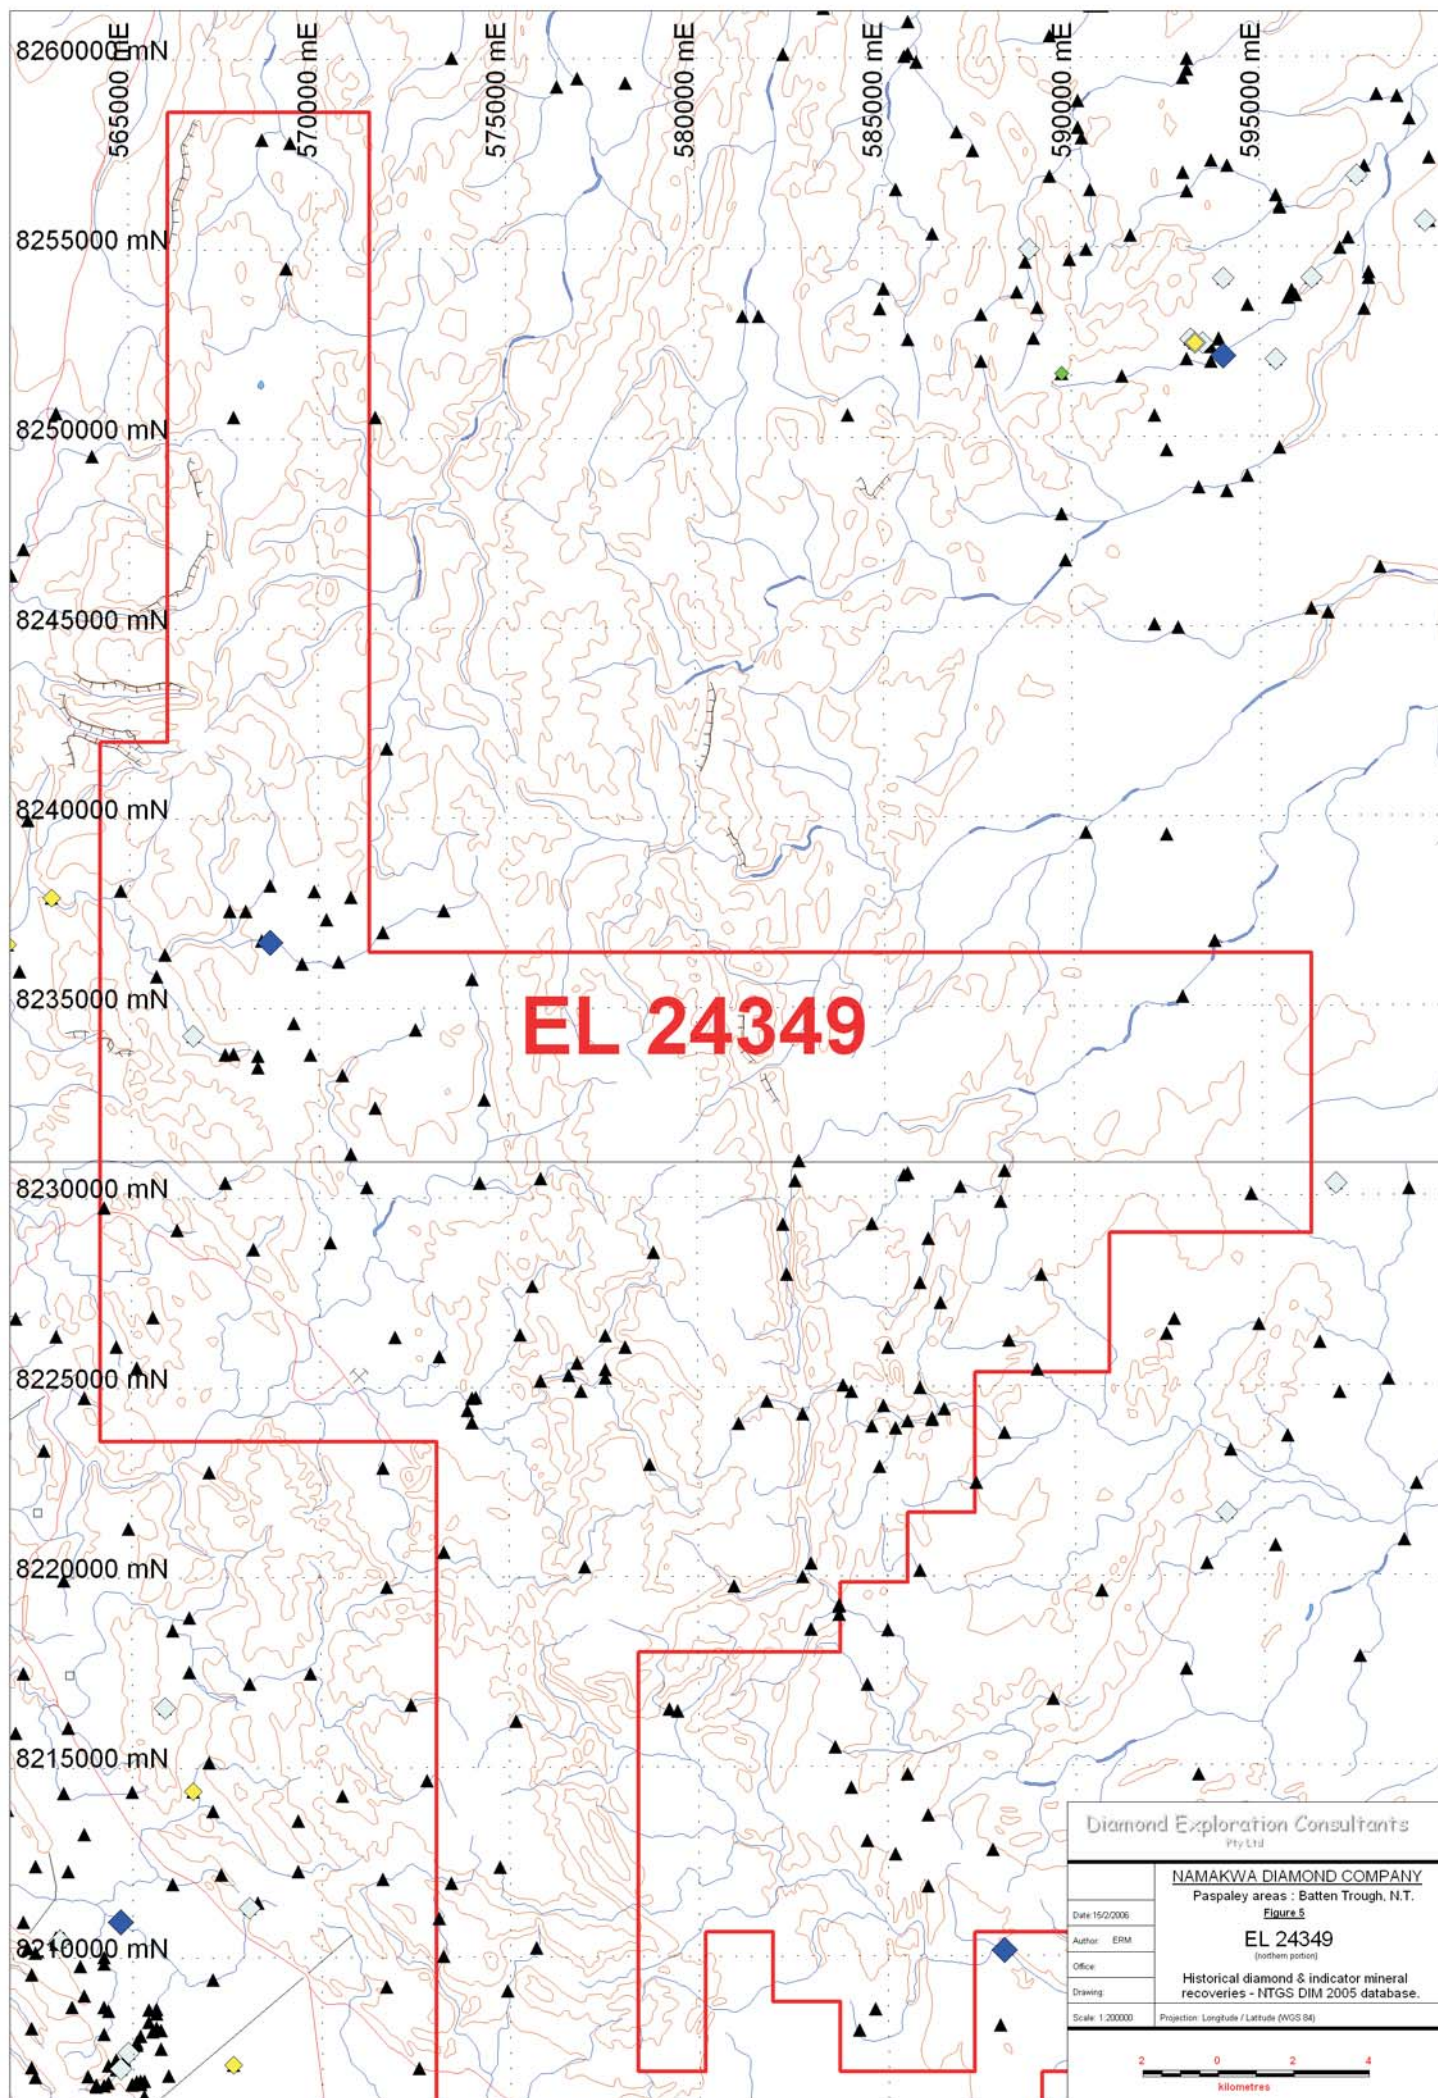 565000 mE
570000 mE
575000 mE
580000 mE
585000 mE
590000 mE
595000 mE
8260000 mN
8255000 mN
8250000 mN
8245000 mN
8240000 mN
8235000 mN
EL 24349
8230000 mN
8225000 mN
8220000 mN
8215000 mN
8210000 mN
Diamond Exploration Consultants
Pty Ltd
NAMAKWA DIAMOND COMPANY
Paspaley areas : Batten Trough, N.T.
Figure 5
EL 24349
(northern portion)
Historical diamond & indicator mineral
recoveries - NTGS DIM 2005 database.
Date: 15/2/2006
Author: ERM
Office:
Drawing:
Scale: 1:200000
Projection: Longitude / Latitude (WGS 84)
2 0 2 4
kilometres